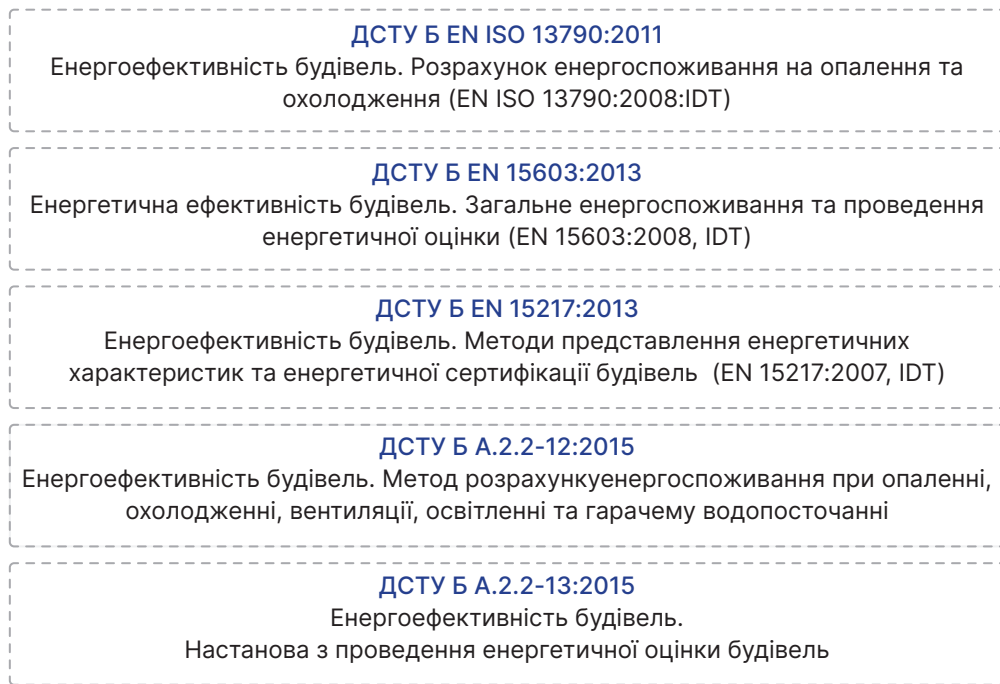 ДСТУ Б EN ISO 13790:2011
Енергоефективність будівель. Розрахунок енергоспоживання на опалення та
охолодження (EN ISO 13790:2008:IDT)
ДСТУ Б EN 15603:2013
Енергетична ефективність будівель. Загальне енергоспоживання та проведення
енергетичної оцінки (EN 15603:2008, IDT)
ДСТУ Б EN 15217:2013
Енергоефективність будівель. Методи представлення енергетичних
характеристик та енергетичної сертифікації будівель  (EN 15217:2007, IDT)
ДСТУ Б А.2.2-12:2015
Енергоефективність будівель. Метод розрахункуенергоспоживання при опаленні,
охолодженні, вентиляції, освітленні та гарачему водопосточанні
ДСТУ Б А.2.2-13:2015
Енергоефективність будівель.
Настанова з проведення енергетичної оцінки будівель